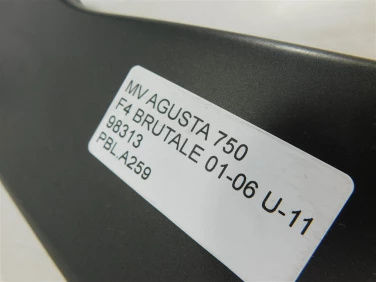 MV AGUSTA 750
F4 BRUTALE 01-06 U-11
98313
PBL.A259